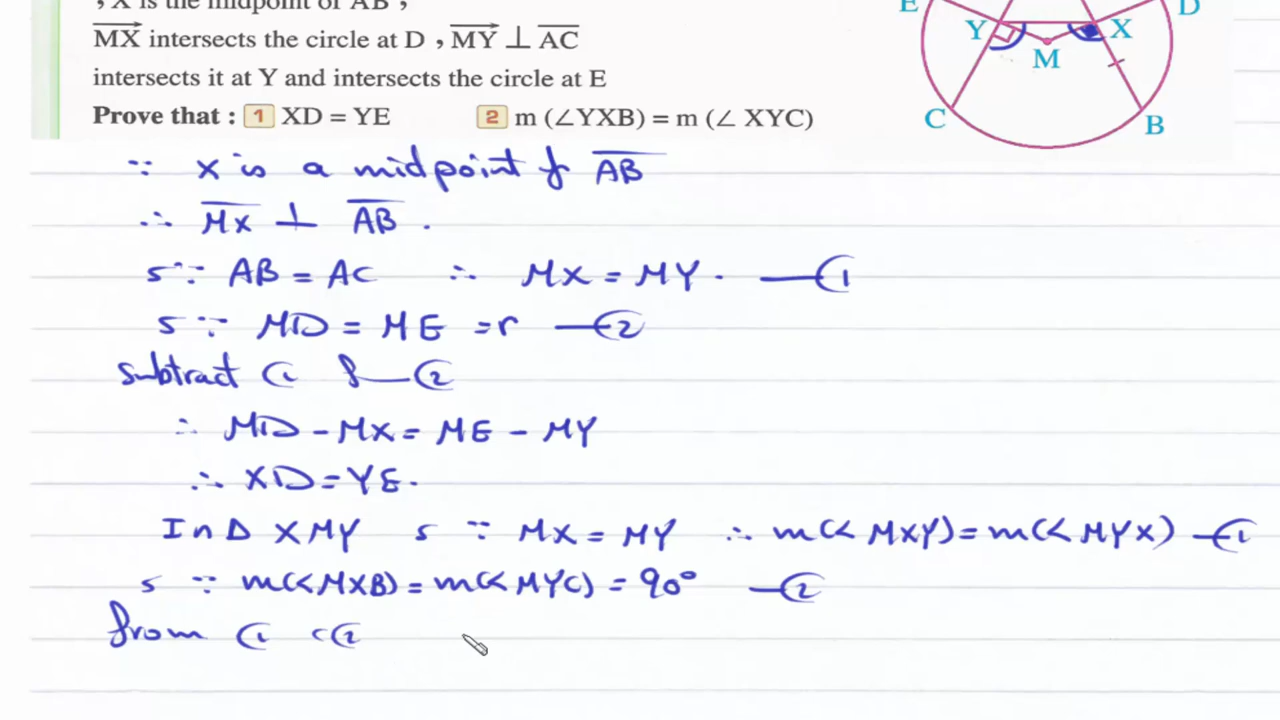 , X is the midpoint of AB ,
MX intersects the circle at D , MY ⊥ AC
intersects it at Y and intersects the circle at E
Prove that : 1 XD = YE 2 m (∠YXB) = m (∠ XYC)
E D
Y X
M
C B
∵ X is a midpoint of AB
∴ MX ⊥ AB .
, ∵ AB = AC ∴ MX = MY . — ①
, ∵ MD = ME = r — ②
Subtract ① & — ②
∴ MD - MX = ME - MY
∴ XD = YE .
In Δ XMY , ∵ MX = MY ∴ m(∠ MXY) = m(∠ MYX) — ①
, ∵ m(∠ MXB) = m(∠ MYC) = 90° — ②
from ① , ②